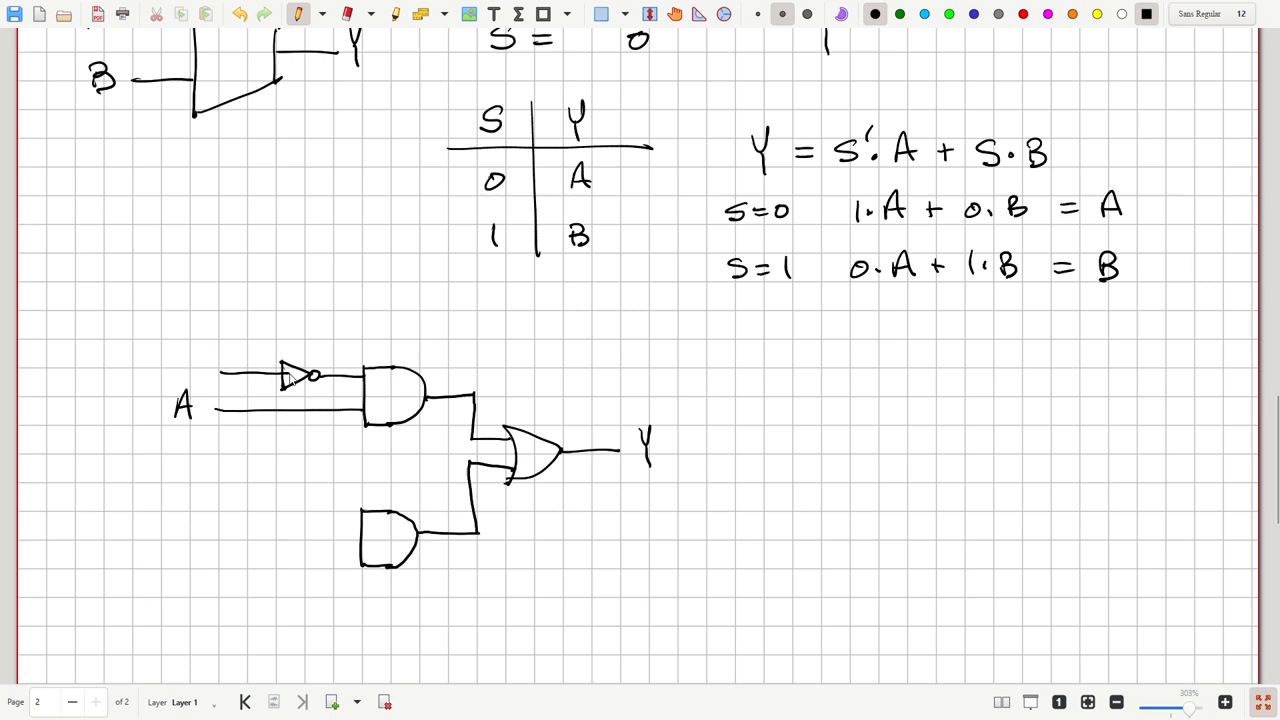 Sans Regular 12
Y
S = 0 1
B
S Y
0 A
1 B
Y = S'. A + S . B
S=0 1. A + 0. B = A
S=1 0. A + 1. B = B
A
Y
Page 2 of 2 Layer Layer 1 1 303%